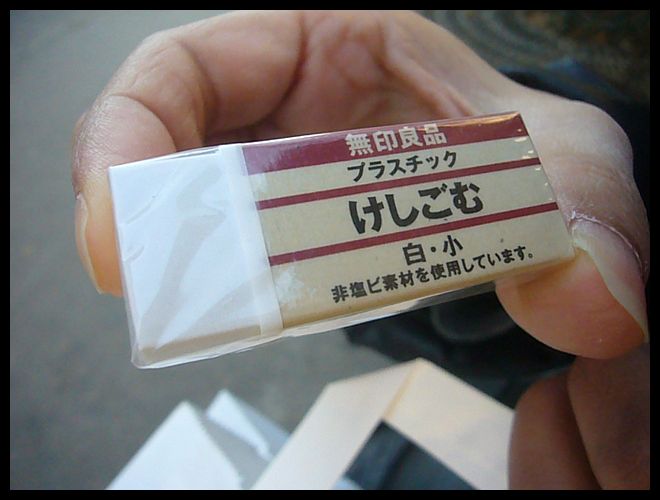 無印良品
プラスチック
けしごむ
白・小
非塩ビ素材を使用しています。